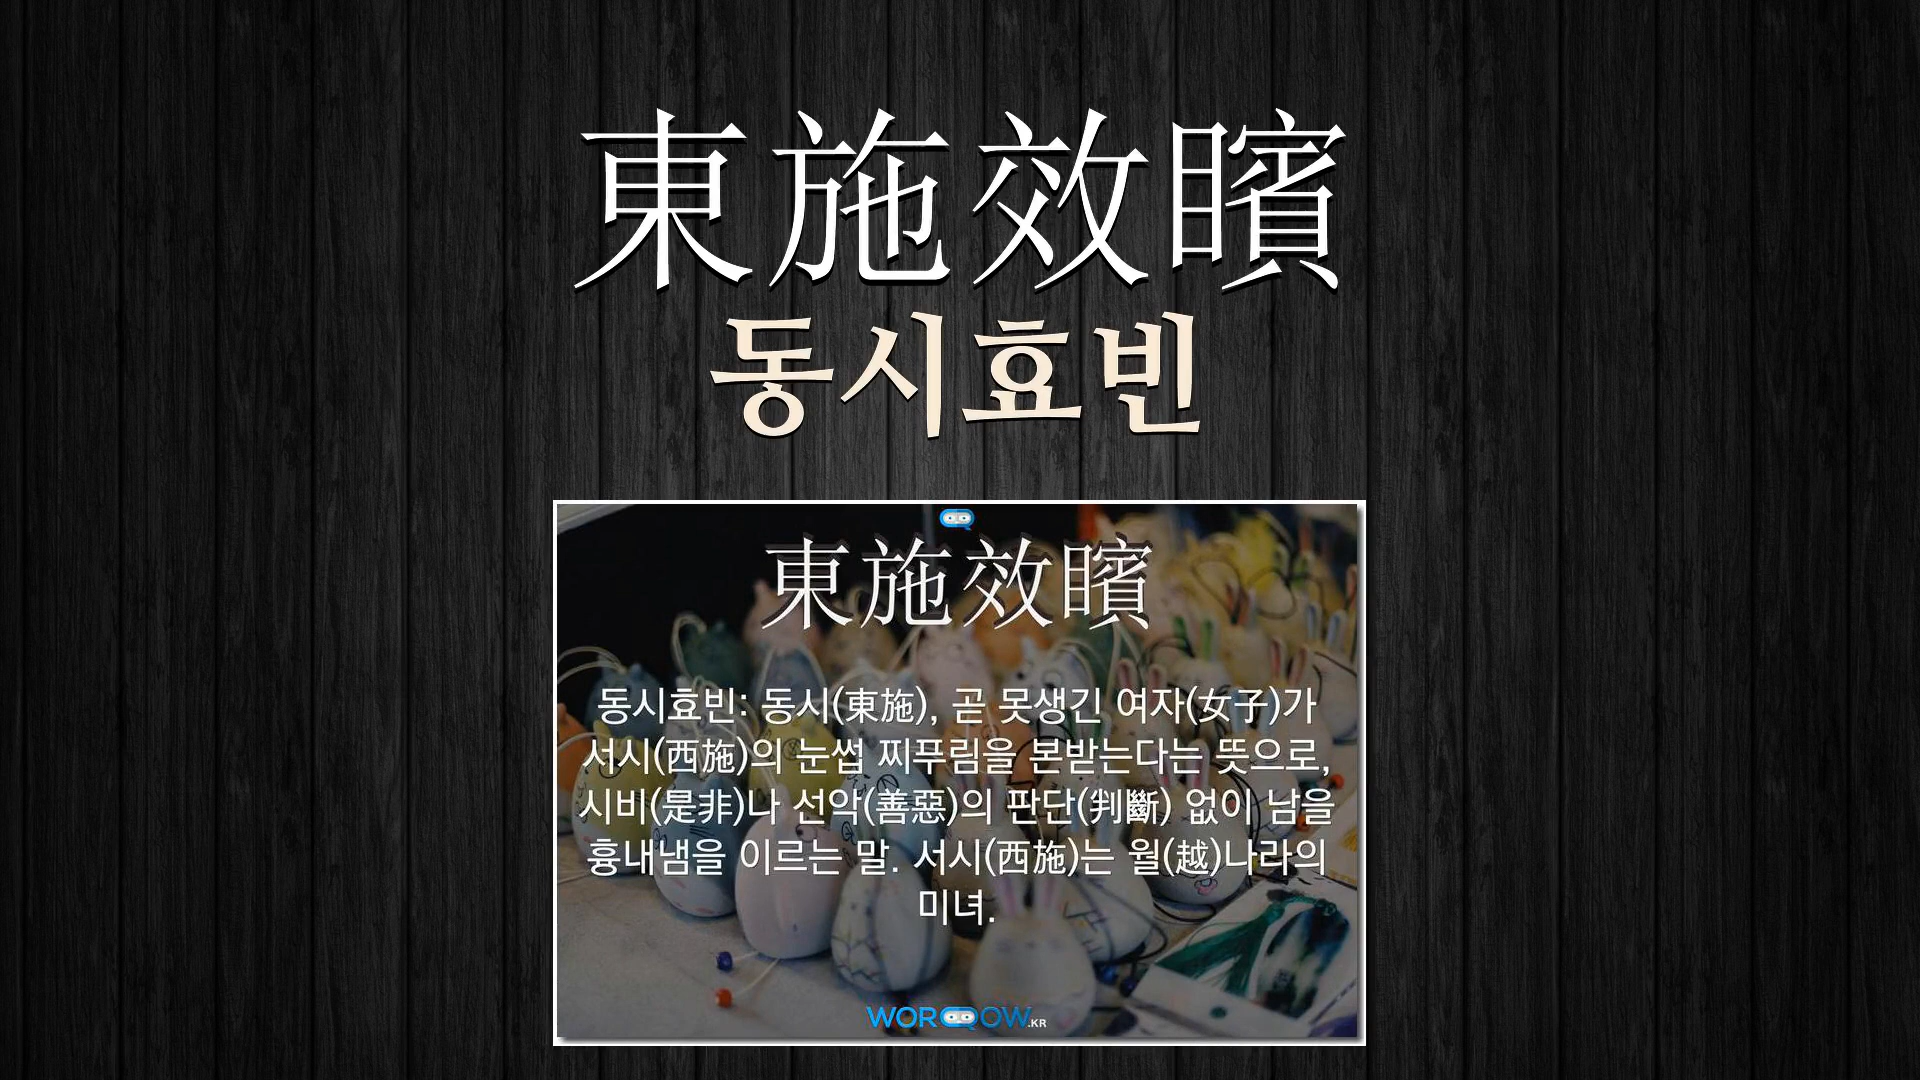 東施效矉
동시효빈
東施效矉
동시효빈: 동시(東施), 곧 못생긴 여자(女子)가
서시(西施)의 눈썹 찌푸림을 본받는다는 뜻으로,
시비(是非)나 선악(善惡)의 판단(判斷) 없이 남을
흉내냄을 이르는 말. 서시(西施)는 월(越)나라의
미녀.
WORDROW.KR